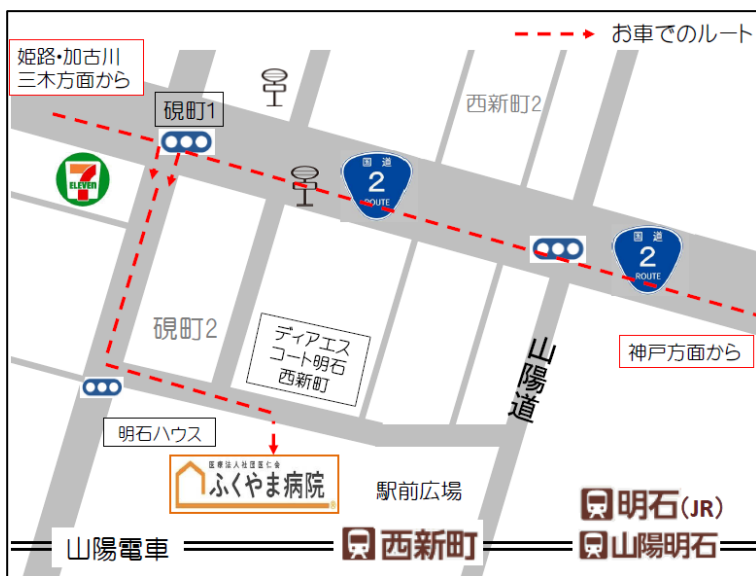 お車でのルート
姫路・加古川
三木方面から
硯町1
西新町2
7
ELEVEN
国道
2
ROUTE
国道
2
ROUTE
硯町2
ディアエス
コート明石
西新町
山陽道
神戸方面から
明石ハウス
医療法人社団医仁会
ふくやま病院
駅前広場
明石(JR)
山陽電車
西新町
山陽明石